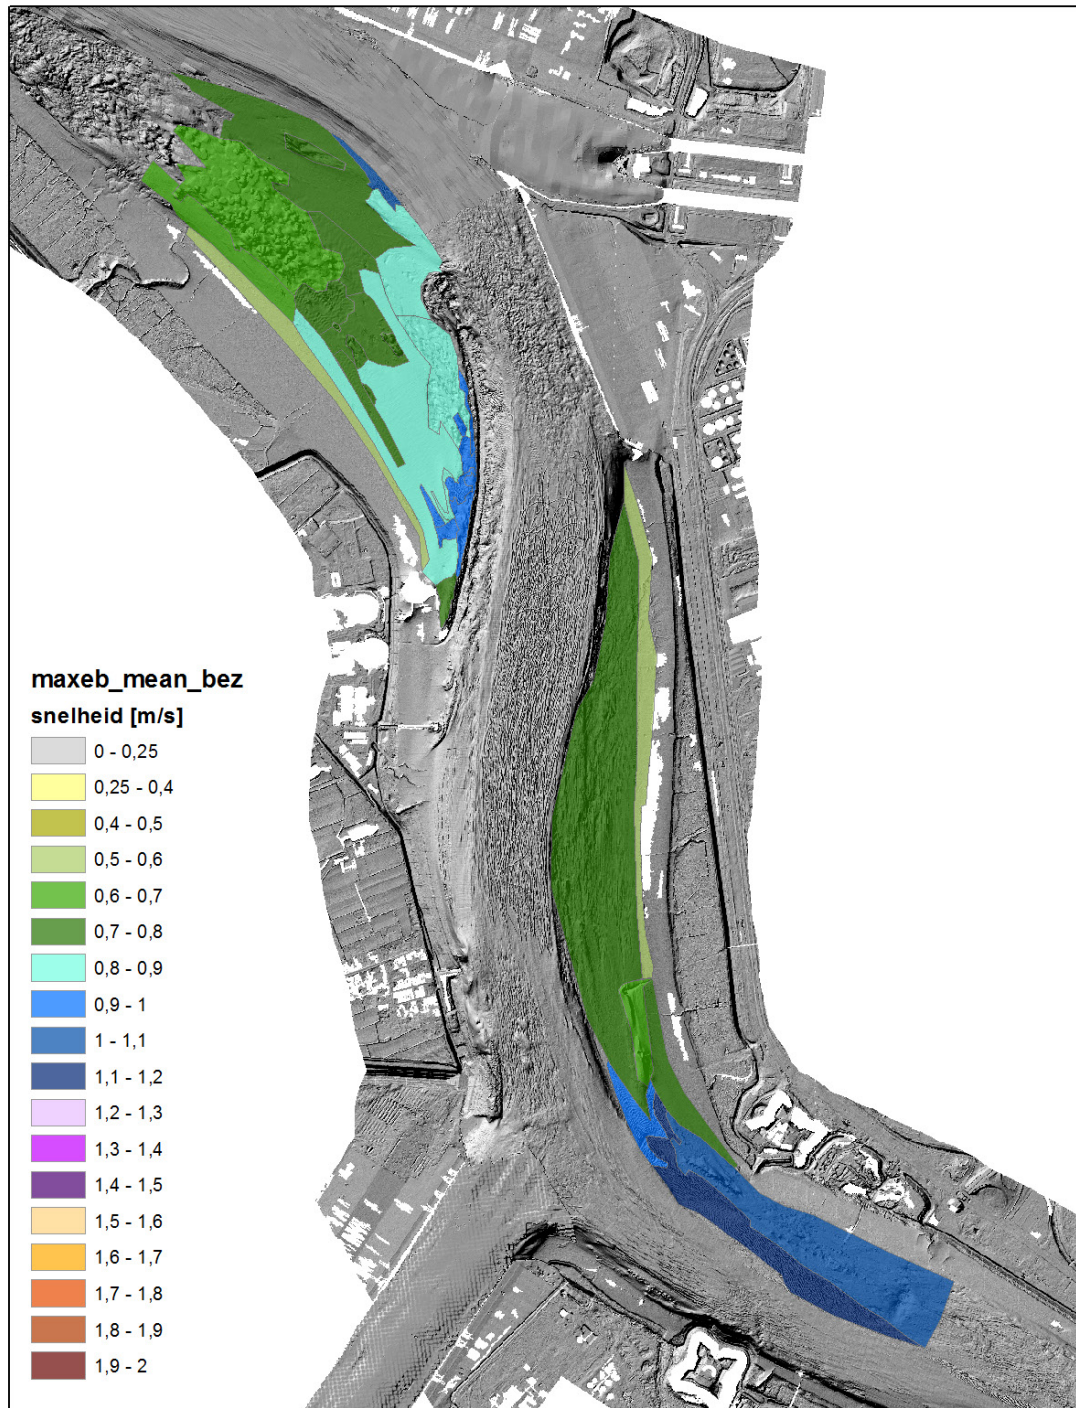 maxeb_mean_bez
snelheid [m/s]
0 - 0,25
0,25 - 0,4
0,4 - 0,5
0,5 - 0,6
0,6 - 0,7
0,7 - 0,8
0,8 - 0,9
0,9 - 1
1 - 1,1
1,1 - 1,2
1,2 - 1,3
1,3 - 1,4
1,4 - 1,5
1,5 - 1,6
1,6 - 1,7
1,7 - 1,8
1,8 - 1,9
1,9 - 2